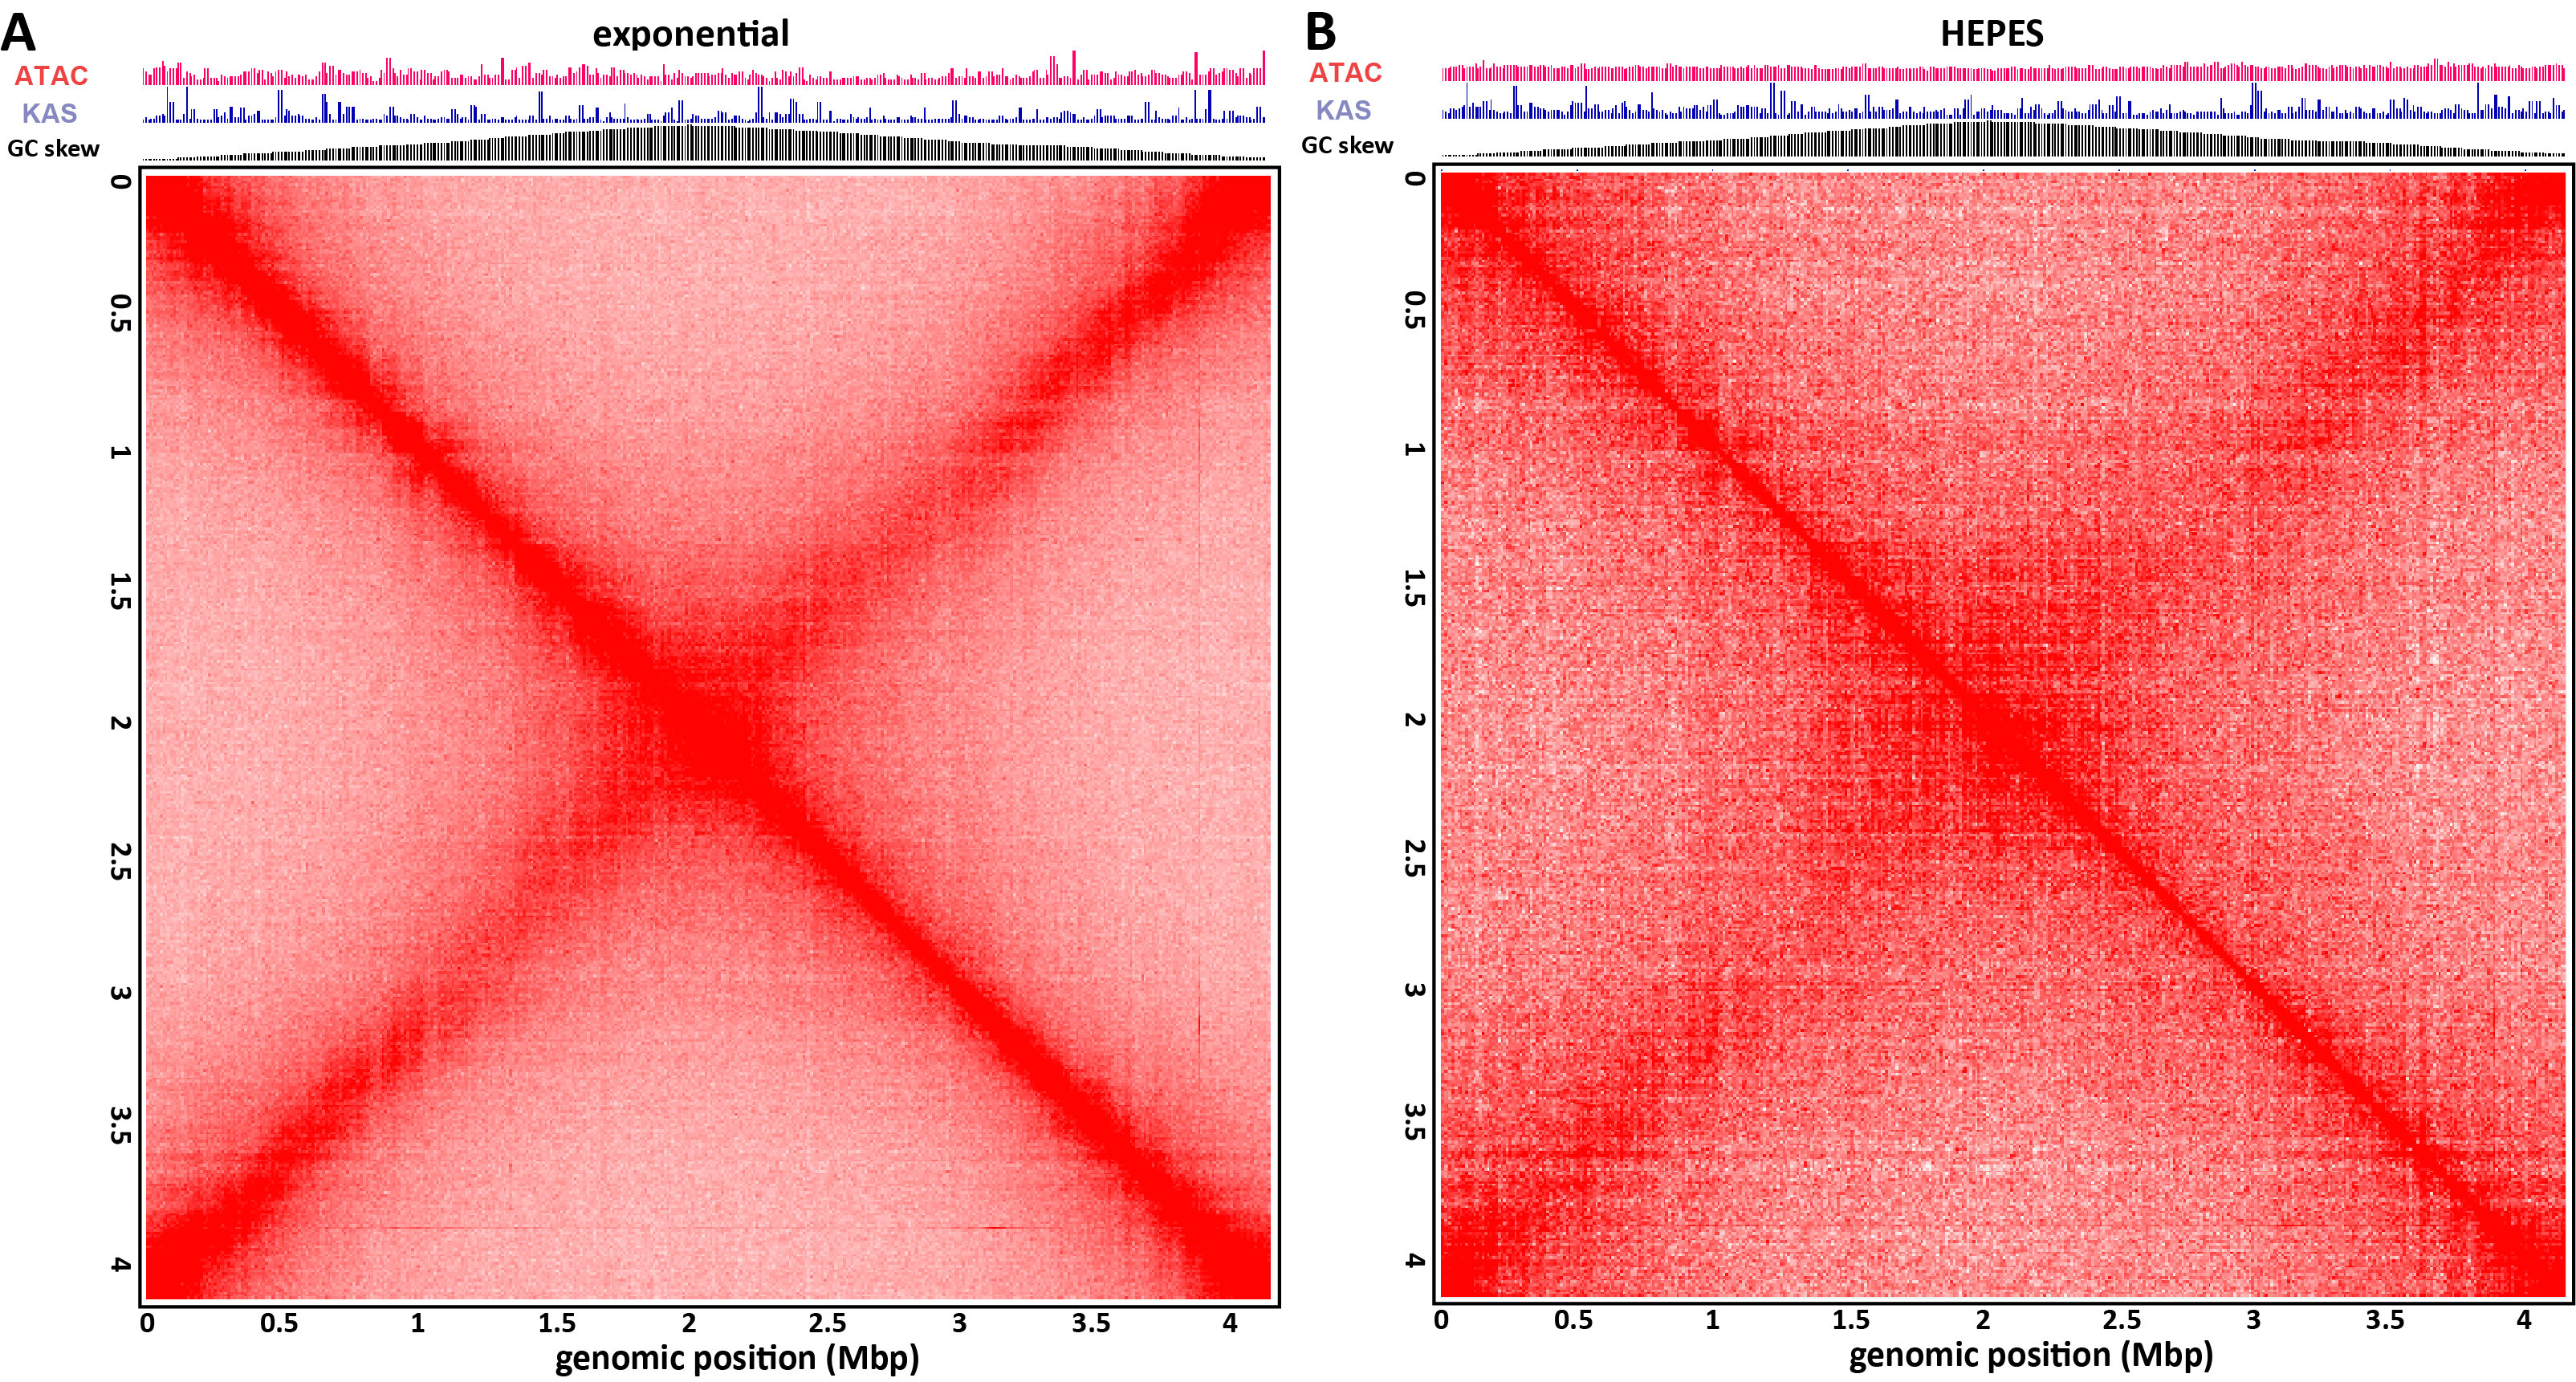 A
exponential
ATAC
KAS
GC skew
0
0.5
1
1.5
2
2.5
3
3.5
4
0 0.5 1 1.5 2 2.5 3 3.5 4
genomic position (Mbp)
B
HEPES
ATAC
KAS
GC skew
0
0.5
1
1.5
2
2.5
3
3.5
4
0 0.5 1 1.5 2 2.5 3 3.5 4
genomic position (Mbp)